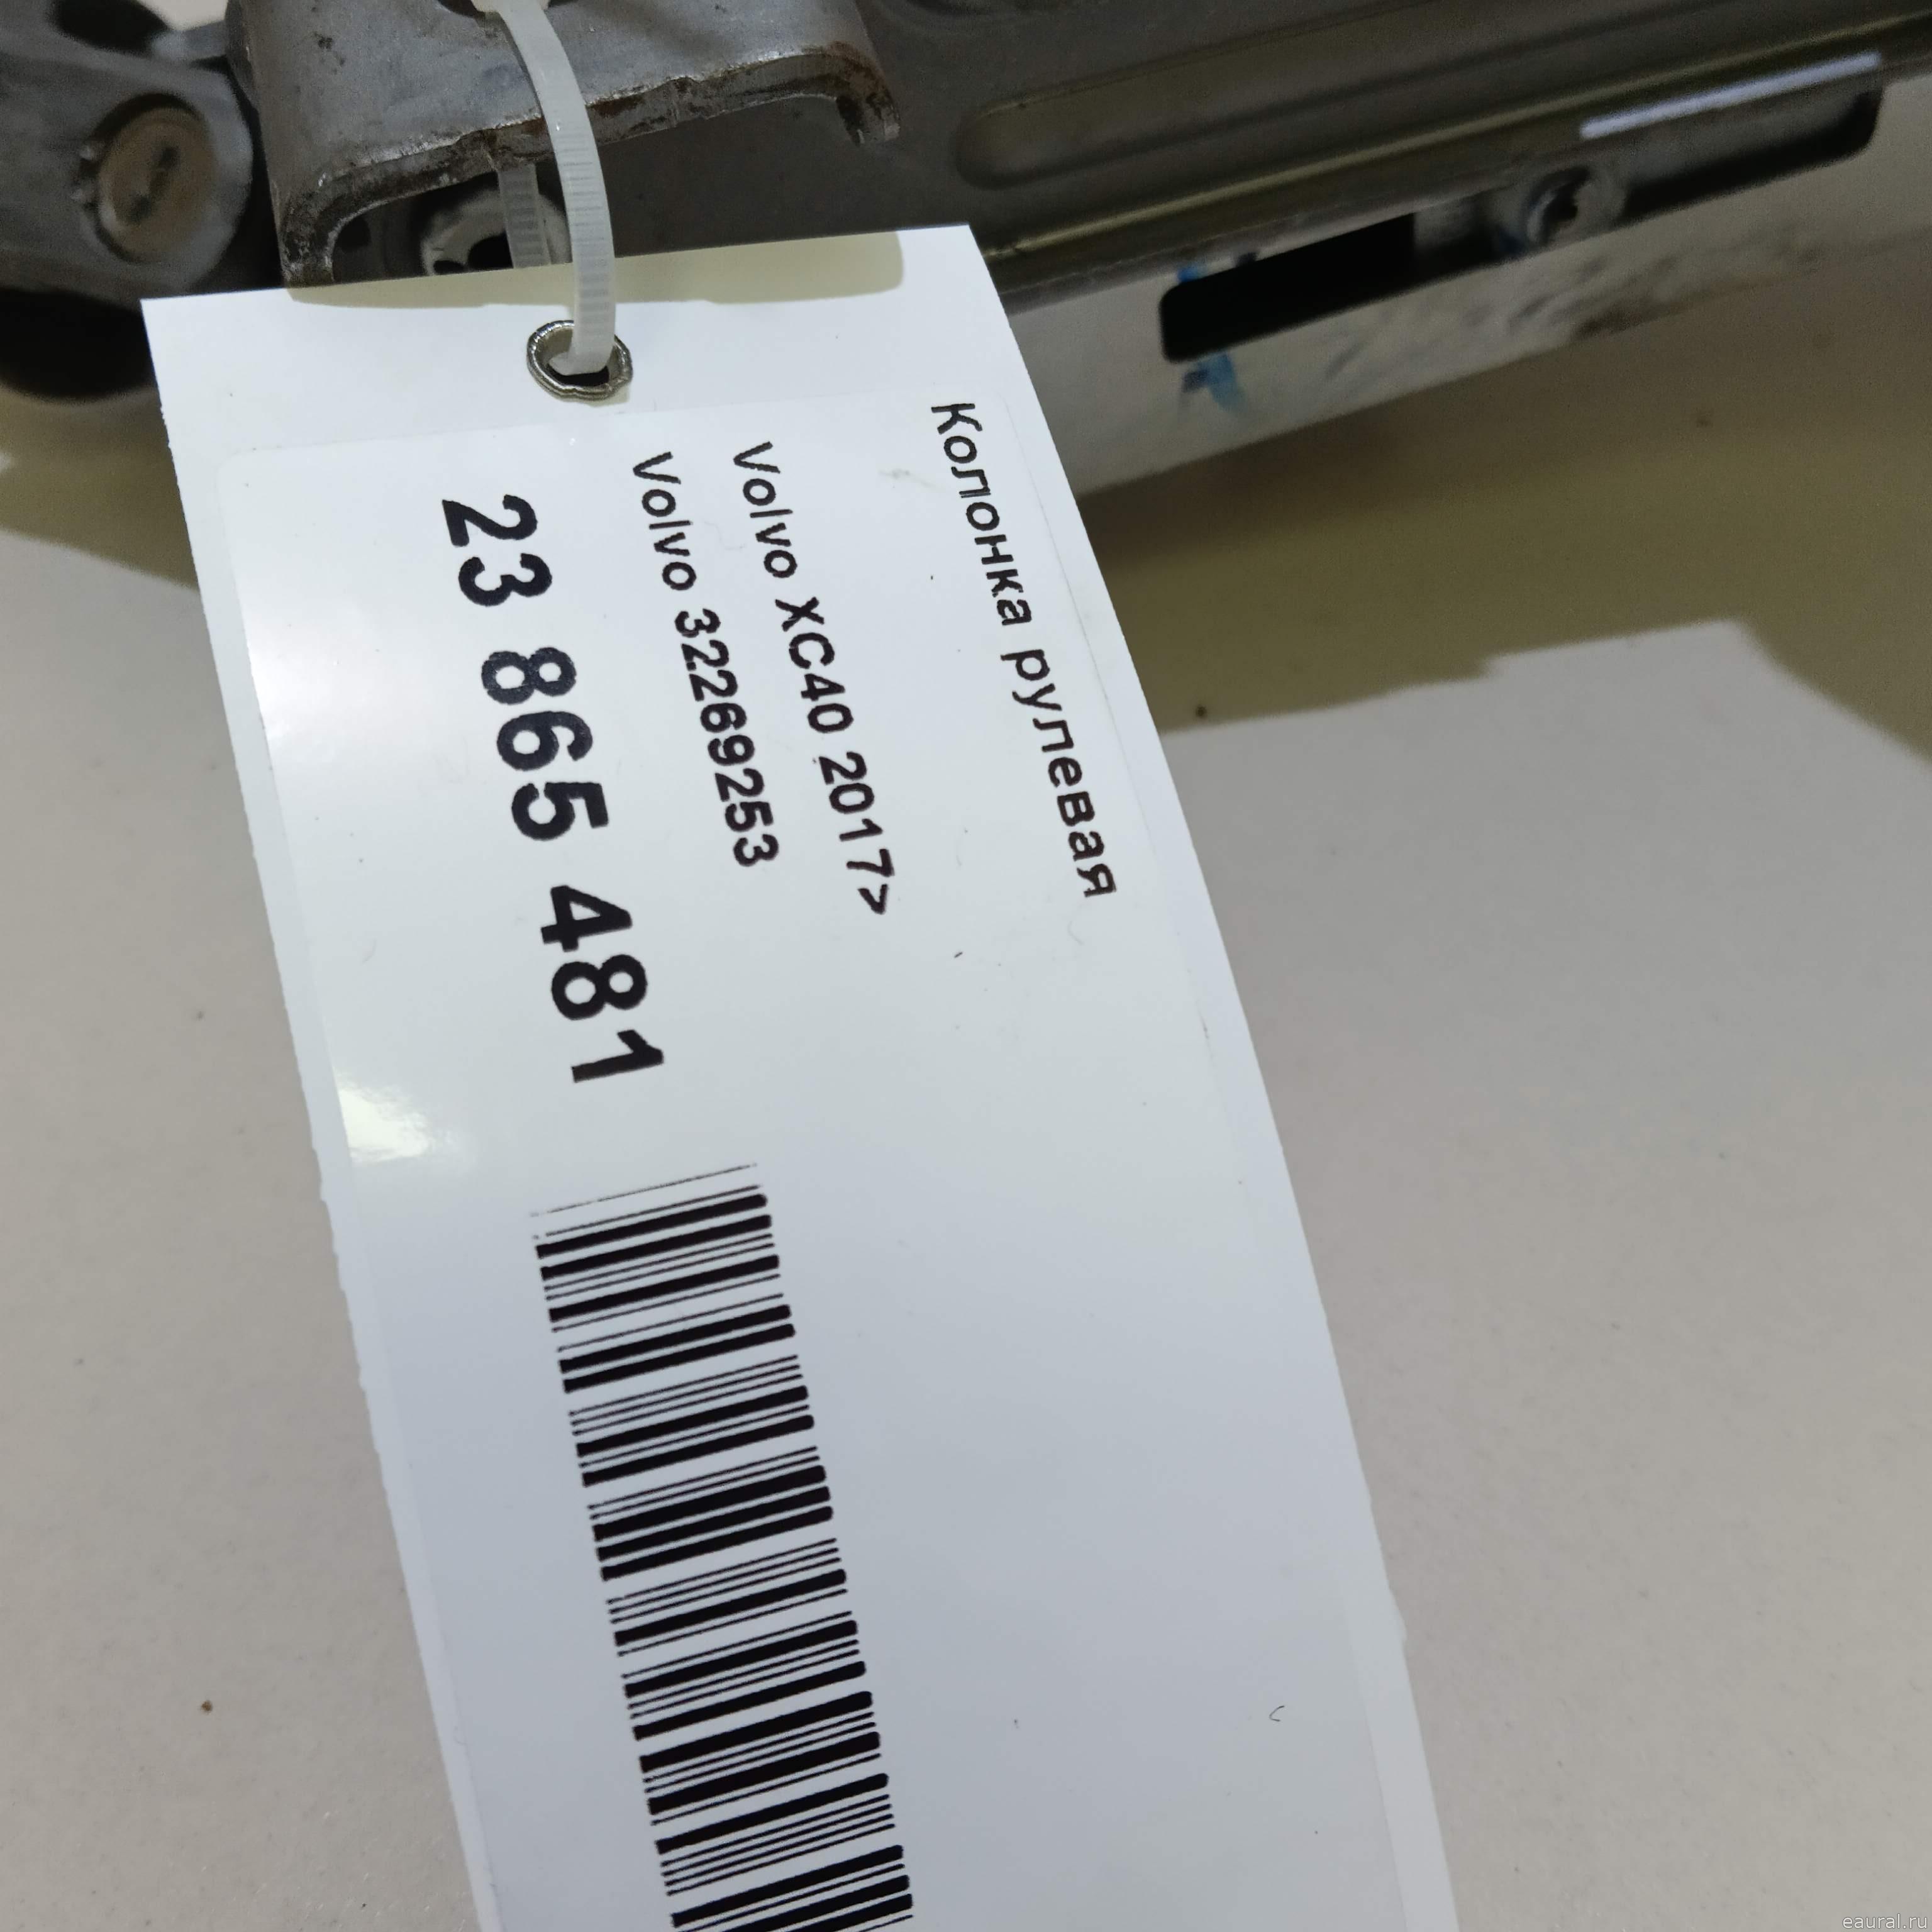 Колонка рулевая
Volvo XC40 2017>
Volvo 32269253
23 865 481
eaural.ru